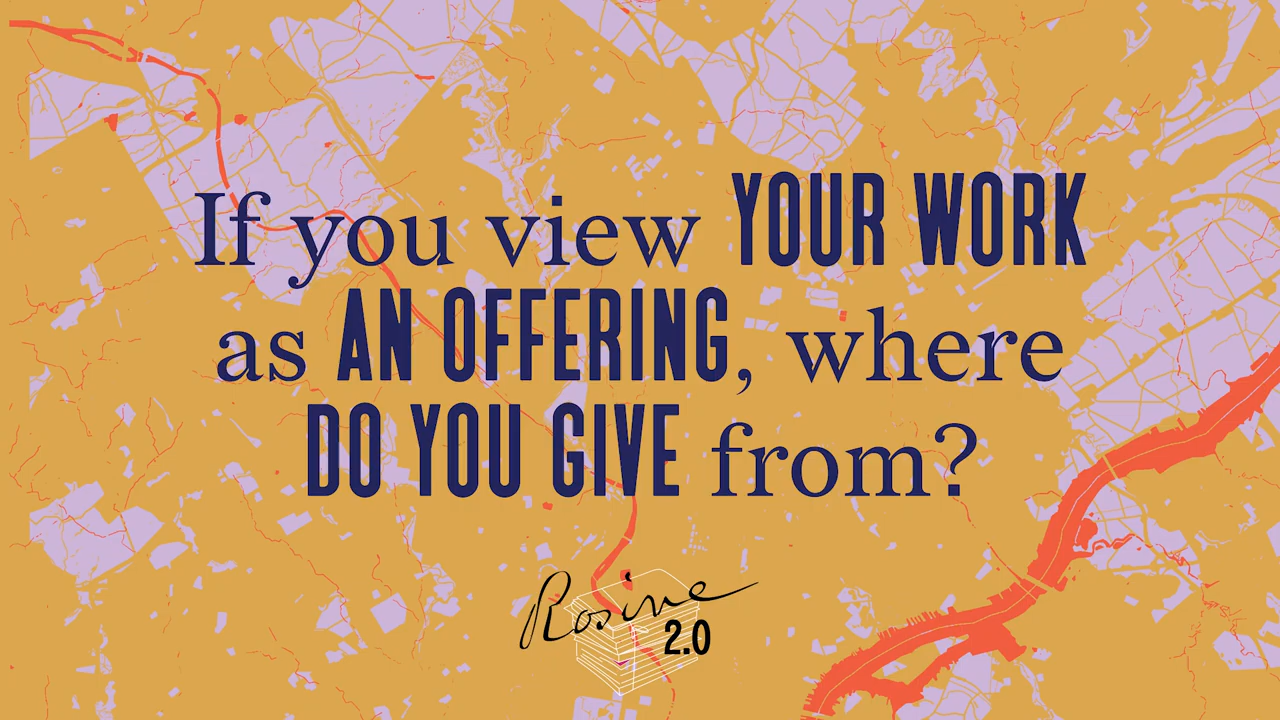 If you view YOUR WORK
as AN OFFERING, where
DO YOU GIVE from?
Rosine
2.0